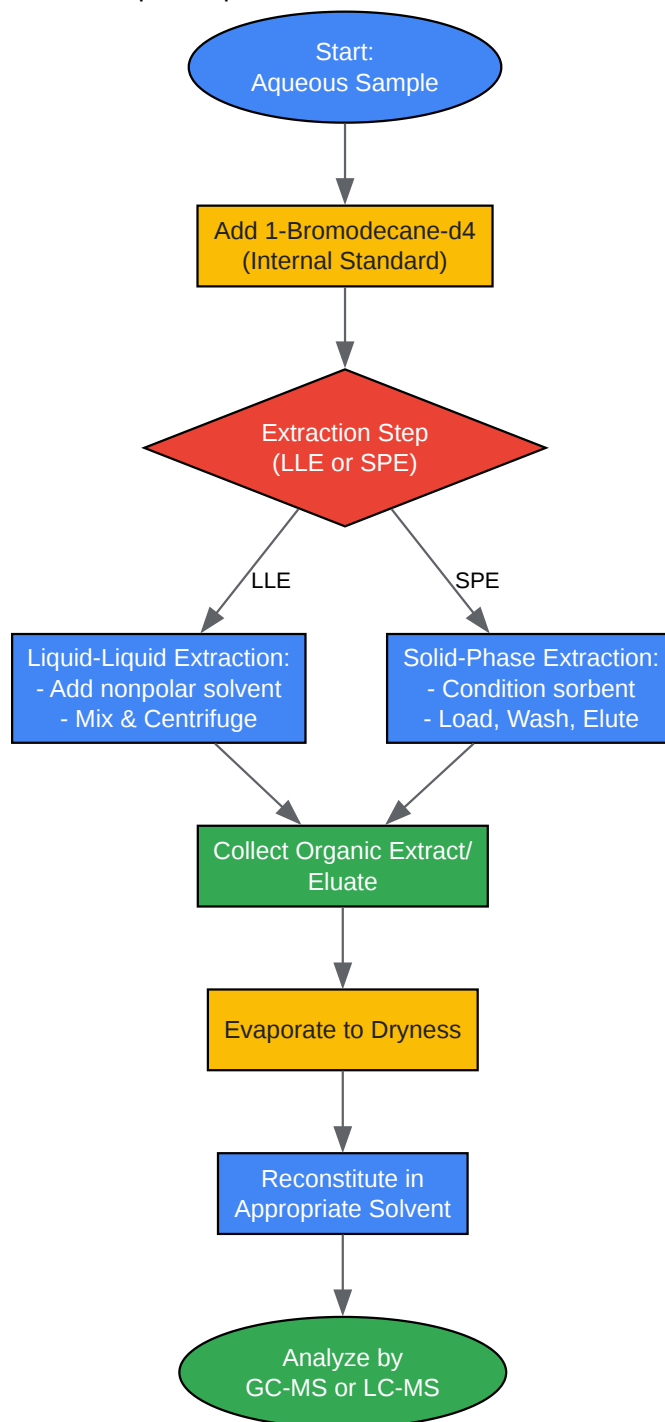 Start:
Aqueous Sample
Add 1-Bromodecane-d4
(Internal Standard)
Extraction Step
(LLE or SPE)
LLE
SPE
Liquid-Liquid Extraction:
- Add nonpolar solvent
- Mix & Centrifuge
Solid-Phase Extraction:
- Condition sorbent
- Load, Wash, Elute
Collect Organic Extract/
Eluate
Evaporate to Dryness
Reconstitute in
Appropriate Solvent
Analyze by
GC-MS or LC-MS